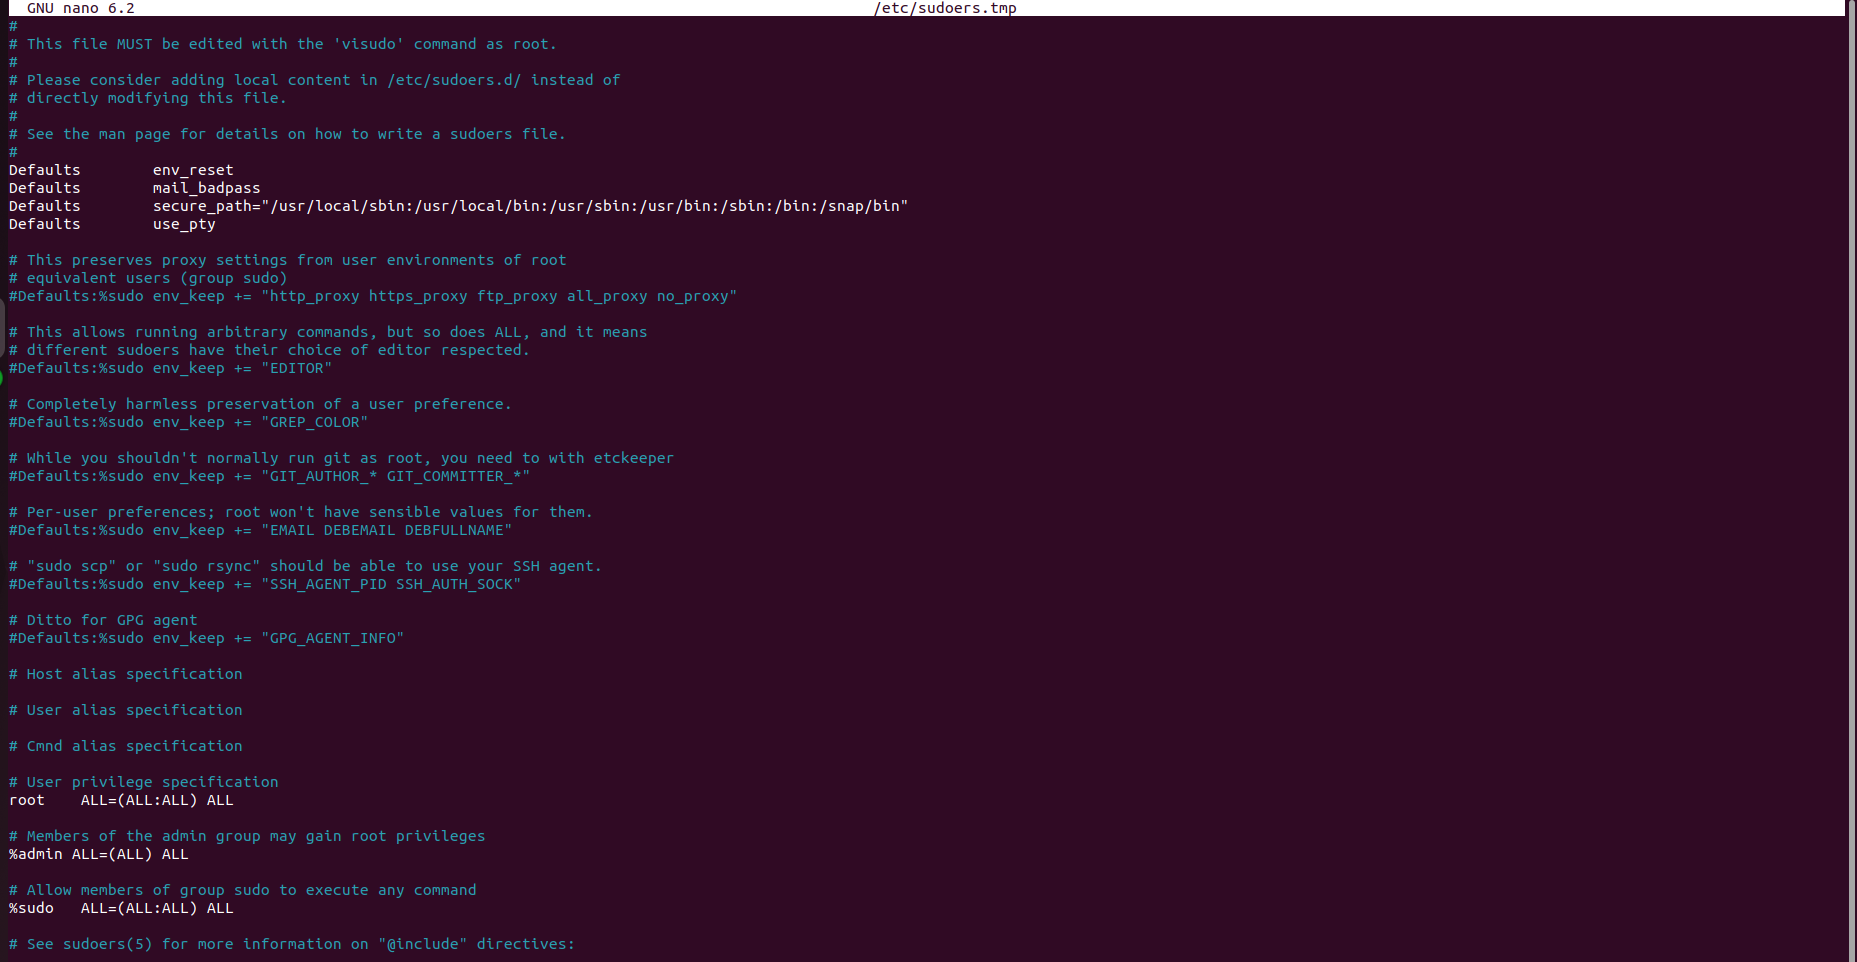 GNU nano 6.2 /etc/sudoers.tmp
#
# This file MUST be edited with the 'visudo' command as root.
#
# Please consider adding local content in /etc/sudoers.d/ instead of
# directly modifying this file.
#
# See the man page for details on how to write a sudoers file.
#
Defaults        env_reset
Defaults        mail_badpass
Defaults        secure_path="/usr/local/sbin:/usr/local/bin:/usr/sbin:/usr/bin:/sbin:/bin:/snap/bin"
Defaults        use_pty

# This preserves proxy settings from user environments of root
# equivalent users (group sudo)
#Defaults:%sudo env_keep += "http_proxy https_proxy ftp_proxy all_proxy no_proxy"

# This allows running arbitrary commands, but so does ALL, and it means
# different sudoers have their choice of editor respected.
#Defaults:%sudo env_keep += "EDITOR"

# Completely harmless preservation of a user preference.
#Defaults:%sudo env_keep += "GREP_COLOR"

# While you shouldn't normally run git as root, you need to with etckeeper
#Defaults:%sudo env_keep += "GIT_AUTHOR_* GIT_COMMITTER_*"

# Per-user preferences; root won't have sensible values for them.
#Defaults:%sudo env_keep += "EMAIL DEBEMAIL DEBFULLNAME"

# "sudo scp" or "sudo rsync" should be able to use your SSH agent.
#Defaults:%sudo env_keep += "SSH_AGENT_PID SSH_AUTH_SOCK"

# Ditto for GPG agent
#Defaults:%sudo env_keep += "GPG_AGENT_INFO"

# Host alias specification

# User alias specification

# Cmnd alias specification

# User privilege specification
root    ALL=(ALL:ALL) ALL

# Members of the admin group may gain root privileges
%admin ALL=(ALL) ALL

# Allow members of group sudo to execute any command
%sudo   ALL=(ALL:ALL) ALL

# See sudoers(5) for more information on "@include" directives: